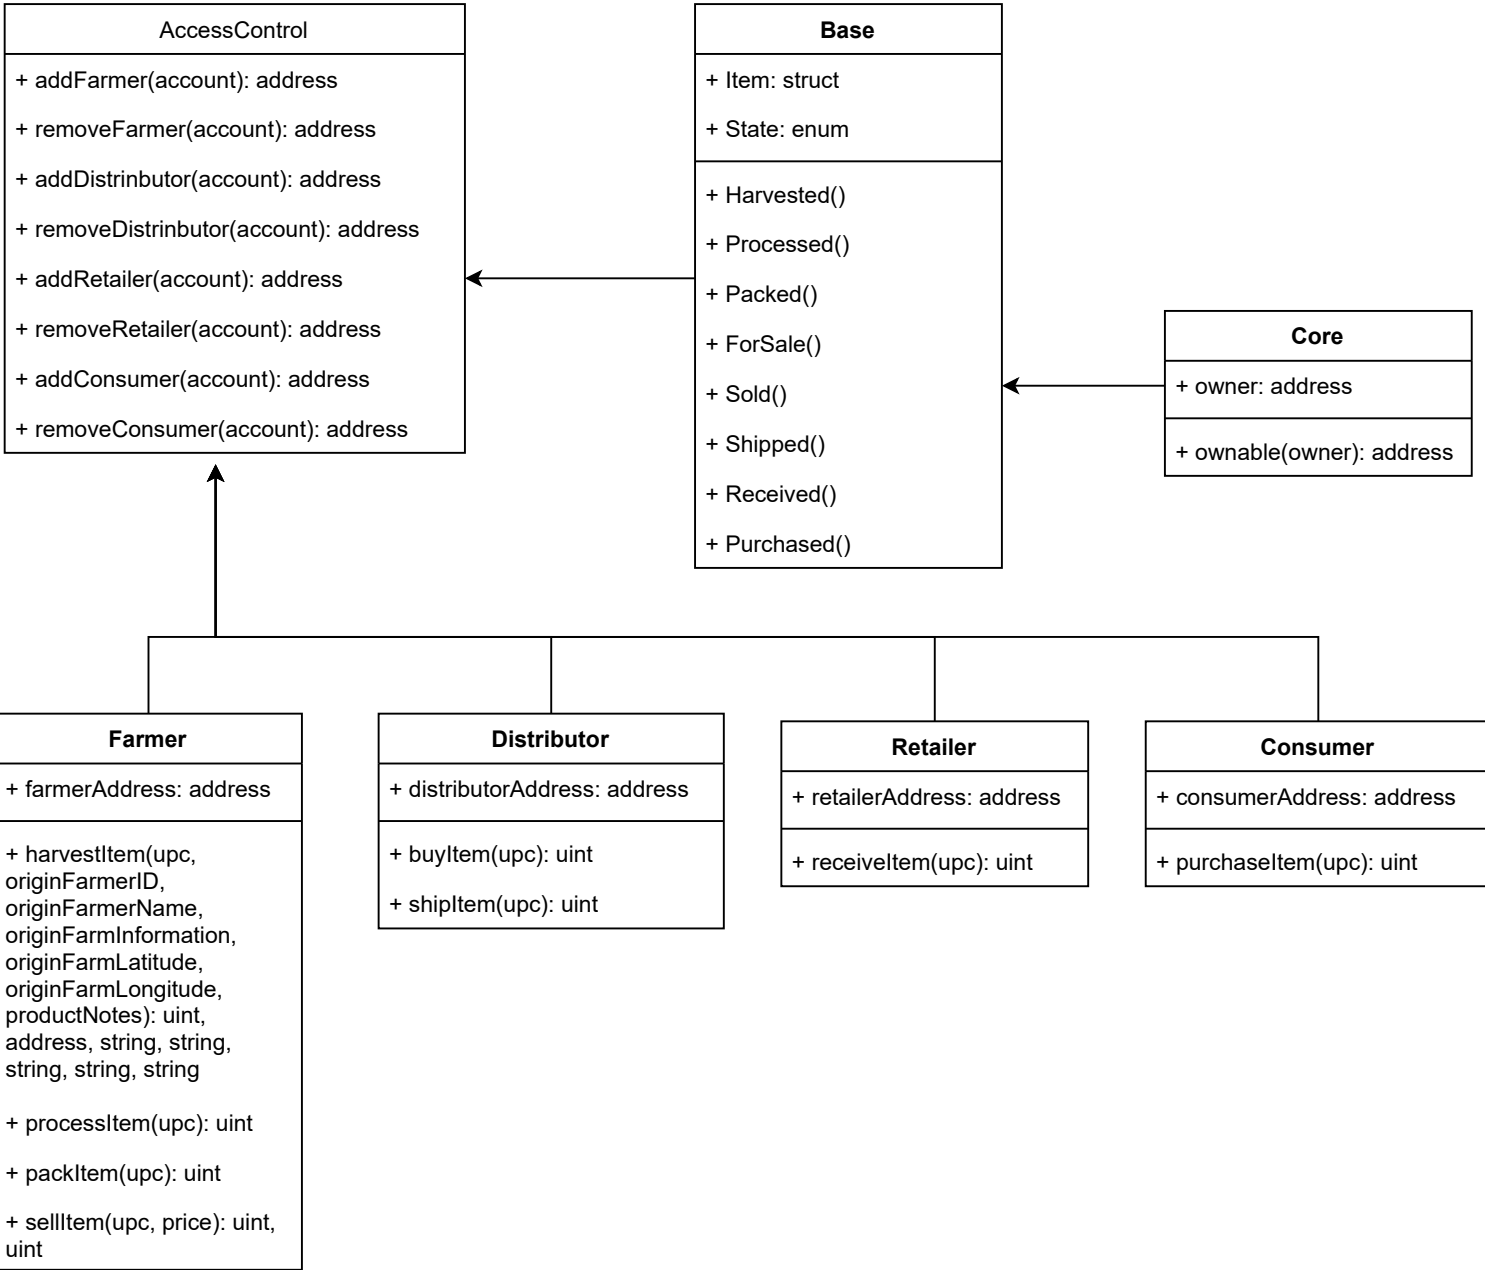 AccessControl
+ addFarmer(account): address
+ removeFarmer(account): address
+ addDistrinbutor(account): address
+ removeDistrinbutor(account): address
+ addRetailer(account): address
+ removeRetailer(account): address
+ addConsumer(account): address
+ removeConsumer(account): address
Base
+ Item: struct
+ State: enum
+ Harvested()
+ Processed()
+ Packed()
+ ForSale()
+ Sold()
+ Shipped()
+ Received()
+ Purchased()
Core
+ owner: address
+ ownable(owner): address
Farmer
+ farmerAddress: address
+ harvestItem(upc,
originFarmerID,
originFarmerName,
originFarmInformation,
originFarmLatitude,
originFarmLongitude,
productNotes): uint,
address, string, string,
string, string, string
+ processItem(upc): uint
+ packItem(upc): uint
+ sellItem(upc, price): uint,
uint
Distributor
+ distributorAddress: address
+ buyItem(upc): uint
+ shipItem(upc): uint
Retailer
+ retailerAddress: address
+ receiveItem(upc): uint
Consumer
+ consumerAddress: address
+ purchaseItem(upc): uint